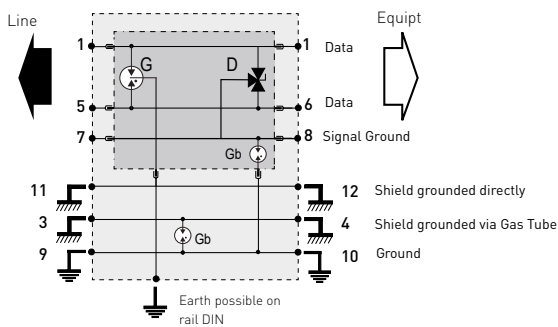 Line
Equipt
1
G
D
1
Data
5
6
Data
7
8
Signal Ground
Gb
11
12
Shield grounded directly
3
4
Shield grounded via Gas Tube
Gb
9
10
Ground
Earth possible on
rail DIN